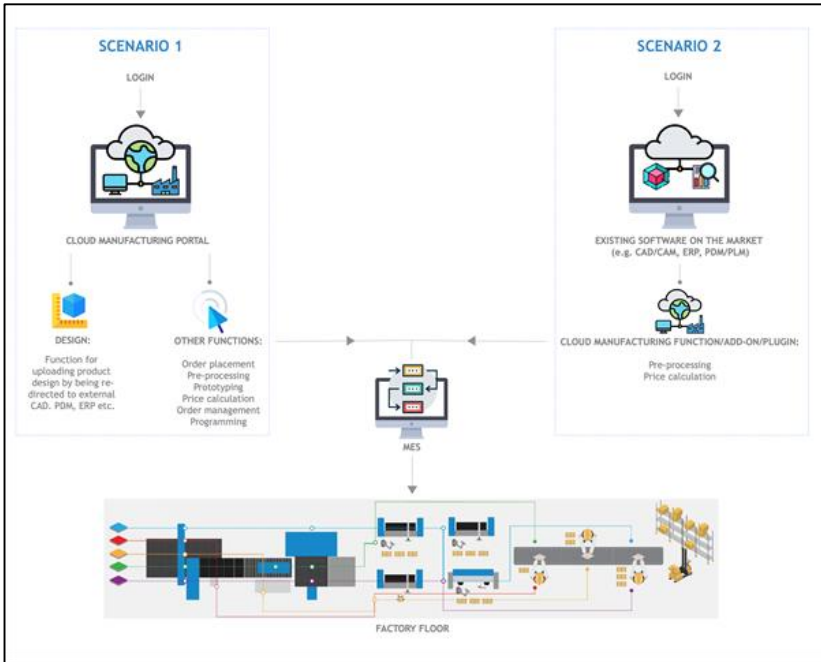 SCENARIO 1
LOGIN
CLOUD MANUFACTURING PORTAL
DESIGN:
Function for
uploading product
design by being re-
directed to external
CAD. PDM, ERP etc.
OTHER FUNCTIONS:
Order placement
Pre-processing
Prototyping
Price calculation
Order management
Programming
SCENARIO 2
LOGIN
EXISTING SOFTWARE ON THE MARKET
(e.g. CAD/CAM, ERP, PDM/PLM)
CLOUD MANUFACTURING FUNCTION/ADD-ON/PLUGIN:
Pre-processing
Price calculation
MES
FACTORY FLOOR